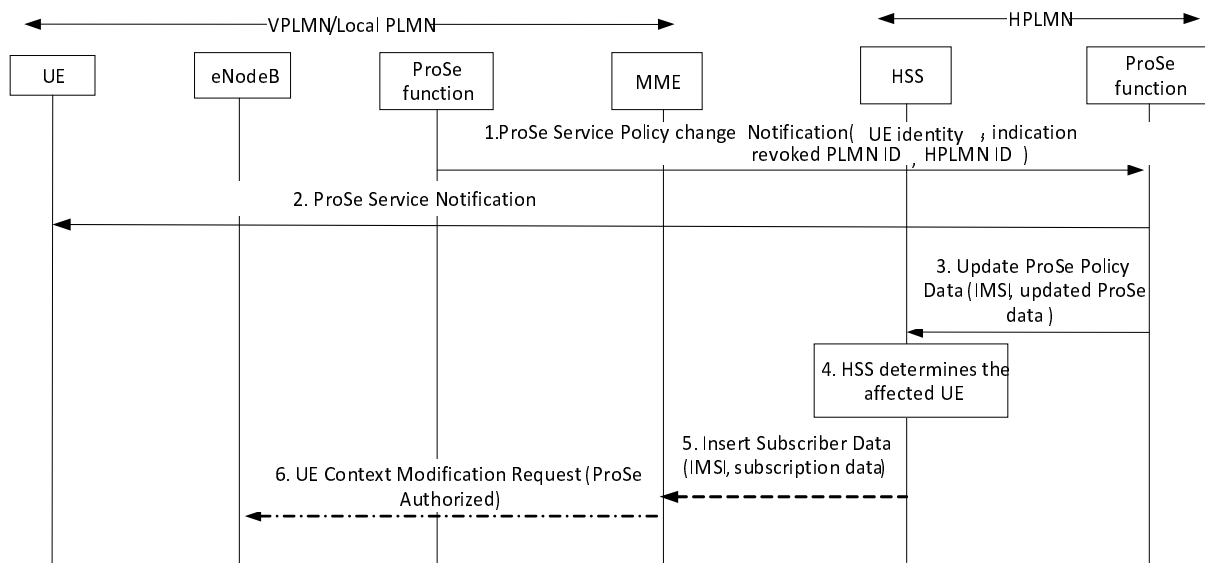 VPLMN/Local PLMN
HPLMN
UE
eNodeB
ProSe
function
MME
HSS
ProSe
function
1.ProSe Service Policy change Notification( UE identity , indication
revoked PLMN ID , HPLMN ID )
2. ProSe Service Notification
3. Update ProSe Policy
Data (IMSI, updated ProSe
data )
4. HSS determines the
affected UE
5. Insert Subscriber Data
(IMSI, subscription data)
6. UE Context Modification Request (ProSe
Authorized)